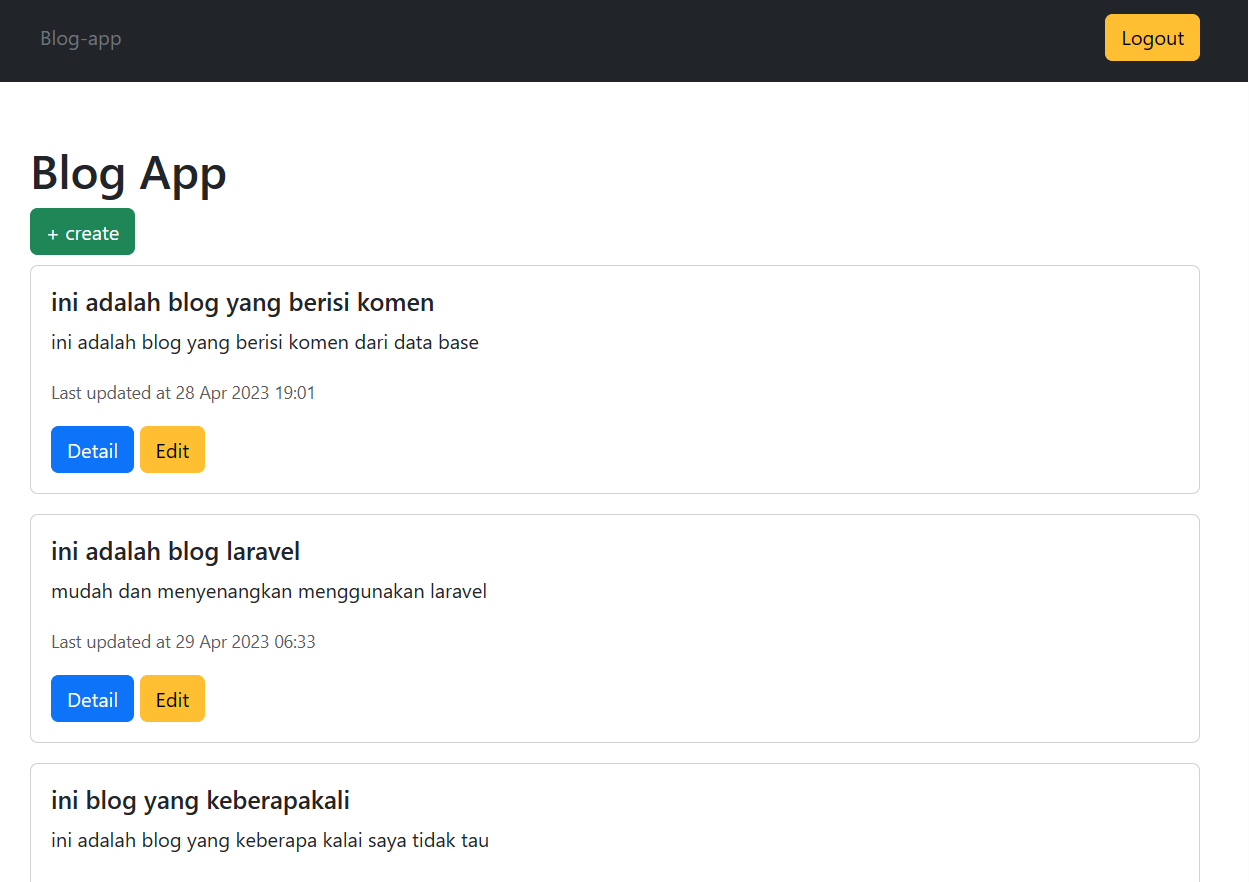 Blog-app
Logout
Blog App
+ create
ini adalah blog yang berisi komen
ini adalah blog yang berisi komen dari data base
Last updated at 28 Apr 2023 19:01
Detail Edit
ini adalah blog laravel
mudah dan menyenangkan menggunakan laravel
Last updated at 29 Apr 2023 06:33
Detail Edit
ini blog yang keberapakali
ini adalah blog yang keberapa kalai saya tidak tau